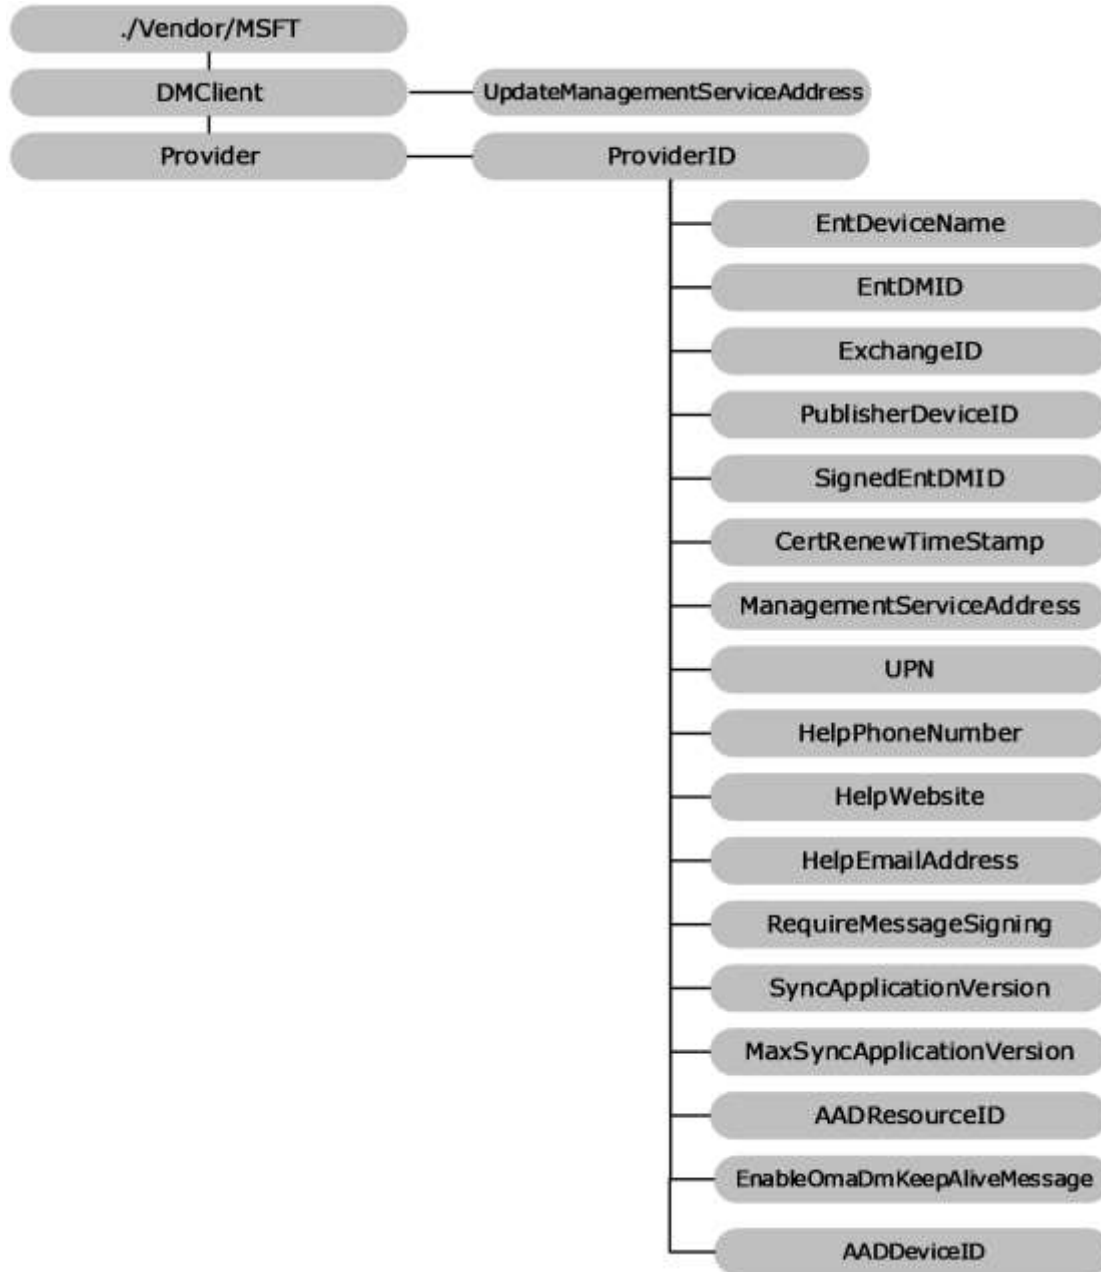 ./Vendor/MSFT
DMClient
UpdateManagementServiceAddress
Provider
ProviderID
EntDeviceName
EntDMID
ExchangeID
PublisherDeviceID
SignedEntDMID
CertRenewTimeStamp
ManagementServiceAddress
UPN
HelpPhoneNumber
HelpWebsite
HelpEmailAddress
RequireMessageSigning
SyncApplicationVersion
MaxSyncApplicationVersion
AADResourceID
EnableOmaDmKeepAliveMessage
AADDeviceID